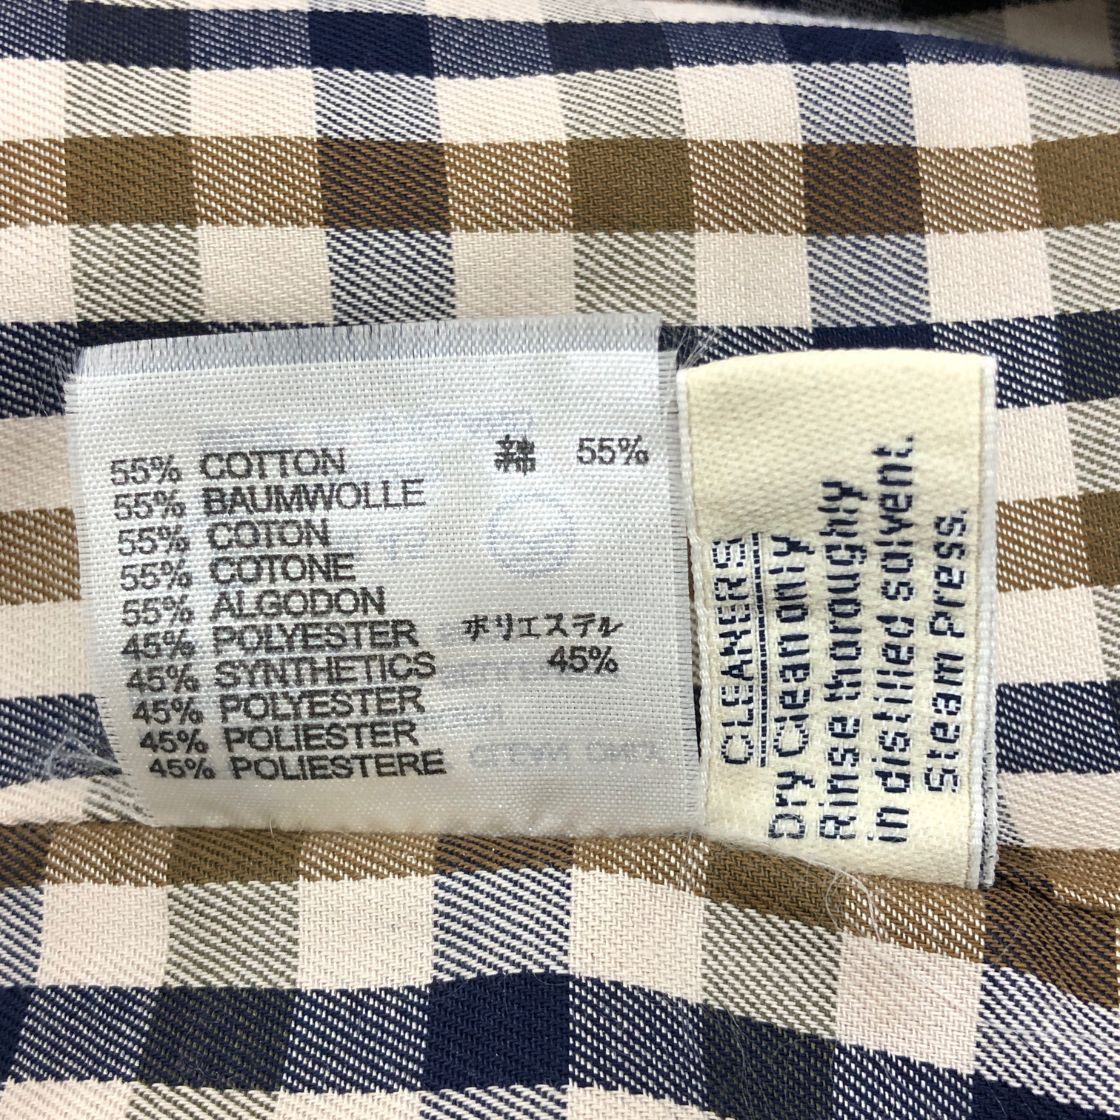 55% COTTON
55% BAUMWOLLE
55% COTON
55% COTONE
55% ALGODON
45% POLYESTER
45% SYNTHETICS
45% POLYESTER
45% POLIESTER
45% POLIESTERE
綿 55%
ポリエステル
45%
CLEANERS
Dry Clean only
Rinse thoroughly
in distilled solvent.
Steam Press.